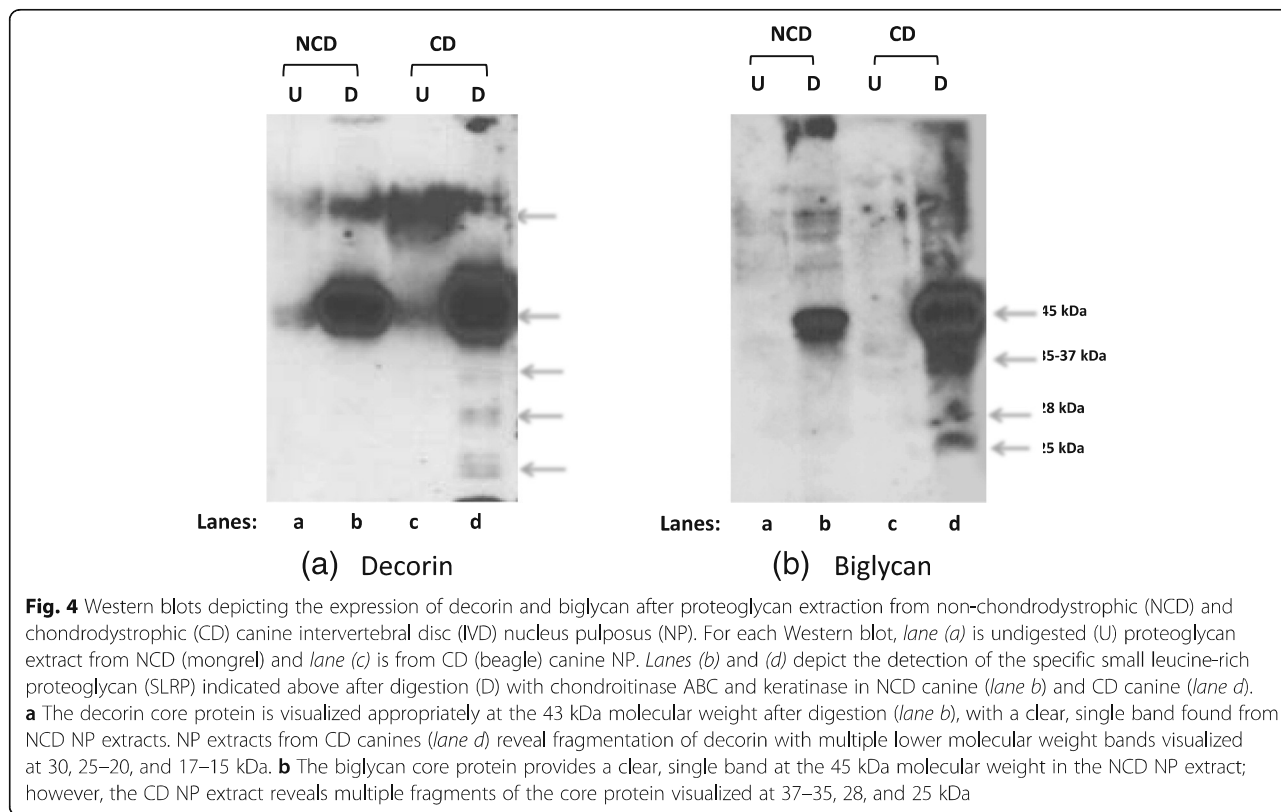 NCD CD
U D U D
Lanes: a b c d
(a) Decorin
NCD CD
U D U D
45 kDa
35-37 kDa
28 kDa
25 kDa
a b c d
(b) Biglycan
Fig. 4 Western blots depicting the expression of decorin and biglycan after proteoglycan extraction from non-chondrodystrophic (NCD) and
chondrodystrophic (CD) canine intervertebral disc (IVD) nucleus pulposus (NP). For each Western blot, lane (a) is undigested (U) proteoglycan
extract from NCD (mongrel) and lane (c) is from CD (beagle) canine NP. Lanes (b) and (d) depict the detection of the specific small leucine-rich
proteoglycan (SLRP) indicated above after digestion (D) with chondroitinase ABC and keratinase in NCD canine (lane b) and CD canine (lane d).
a The decorin core protein is visualized appropriately at the 43 kDa molecular weight after digestion (lane b), with a clear, single band found from
NCD NP extracts. NP extracts from CD canines (lane d) reveal fragmentation of decorin with multiple lower molecular weight bands visualized
at 30, 25–20, and 17–15 kDa. b The biglycan core protein provides a clear, single band at the 45 kDa molecular weight in the NCD NP extract;
however, the CD NP extract reveals multiple fragments of the core protein visualized at 37–35, 28, and 25 kDa